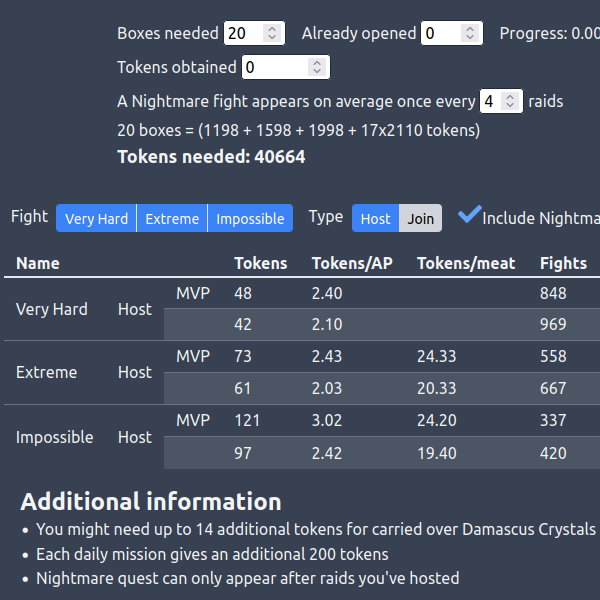 Boxes needed 20 Already opened 0 Progress: 0.00
Tokens obtained 0
A Nightmare fight appears on average once every 4 raids
20 boxes = (1198 + 1598 + 1998 + 17x2110 tokens)
Tokens needed: 40664
Fight Very Hard Extreme Impossible Type Host Join Include Nightma
Name Tokens Tokens/AP Tokens/meat Fights
Very Hard Host MVP 48 2.40 848
42 2.10 969
Extreme Host MVP 73 2.43 24.33 558
61 2.03 20.33 667
Impossible Host MVP 121 3.02 24.20 337
97 2.42 19.40 420
Additional information
• You might need up to 14 additional tokens for carried over Damascus Crystals
• Each daily mission gives an additional 200 tokens
• Nightmare quest can only appear after raids you've hosted